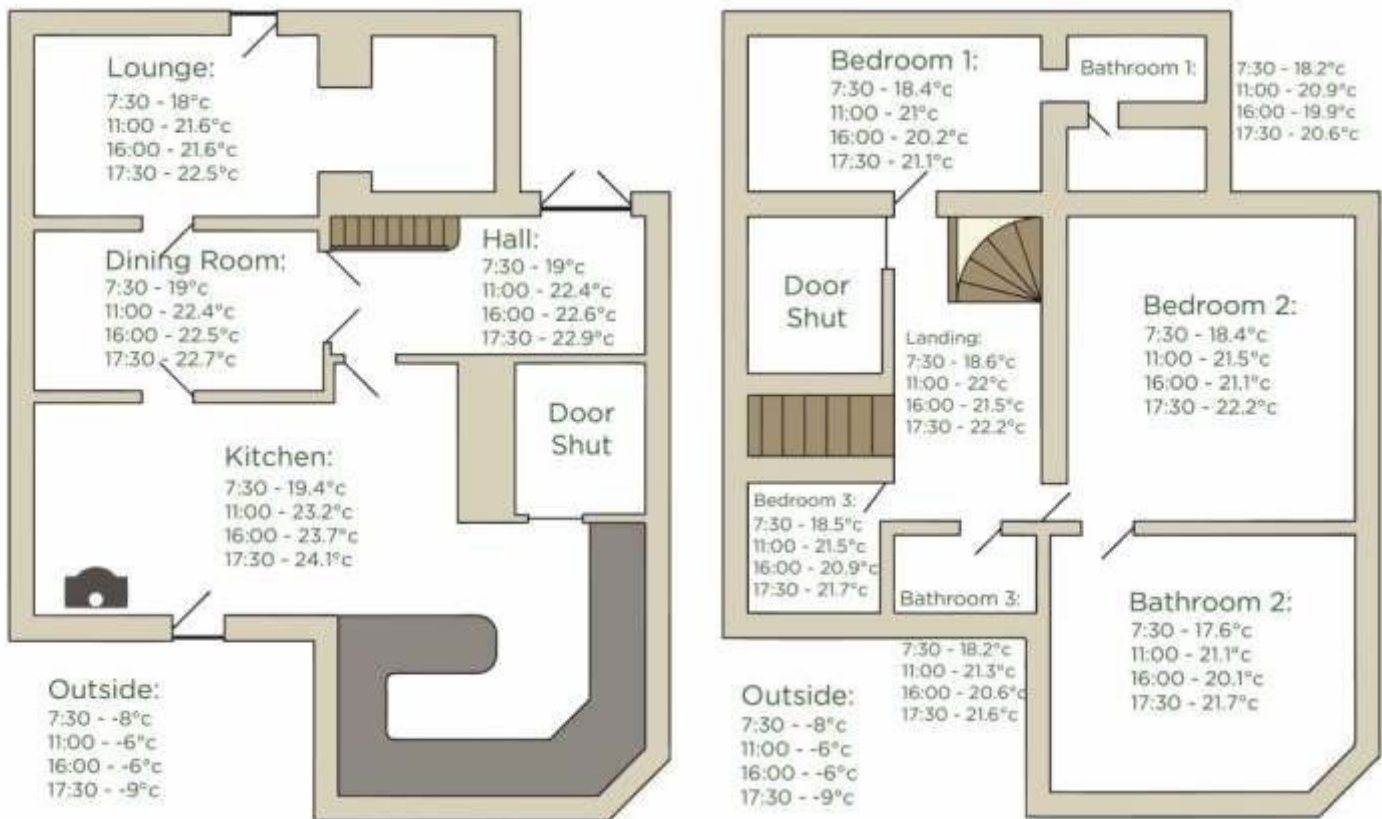 Lounge:
7:30 - 18°c
11:00 - 21.6°c
16:00 - 21.6°c
17:30 - 22.5°c
Dining Room:
7:30 - 19°c
11:00 - 22.4°c
16:00 - 22.5°c
17:30 - 22.7°c
Hall:
7:30 - 19°c
11:00 - 22.4°c
16:00 - 22.6°c
17:30 - 22.9°c
Door
Shut
Kitchen:
7:30 - 19.4°c
11:00 - 23.2°c
16:00 - 23.7°c
17:30 - 24.1°c
Outside:
7:30 - -8°c
11:00 - -6°c
16:00 - -6°c
17:30 - -9°c
Bedroom 1:
7:30 - 18.4°c
11:00 - 21°c
16:00 - 20.2°c
17:30 - 21.1°c
Bathroom 1:
7:30 - 18.2°c
11:00 - 20.9°c
16:00 - 19.9°c
17:30 - 20.6°c
Door
Shut
Landing:
7:30 - 18.6°c
11:00 - 22°c
16:00 - 21.5°c
17:30 - 22.2°c
Bedroom 2:
7:30 - 18.4°c
11:00 - 21.5°c
16:00 - 21.1°c
17:30 - 22.2°c
Bedroom 3:
7:30 - 18.5°c
11:00 - 21.5°c
16:00 - 20.9°c
17:30 - 21.7°c
Bathroom 3:
7:30 - 18.2°c
11:00 - 21.3°c
16:00 - 20.6°c
17:30 - 21.6°c
Bathroom 2:
7:30 - 17.6°c
11:00 - 21.1°c
16:00 - 20.1°c
17:30 - 21.7°c
Outside:
7:30 - -8°c
11:00 - -6°c
16:00 - -6°c
17:30 - -9°c